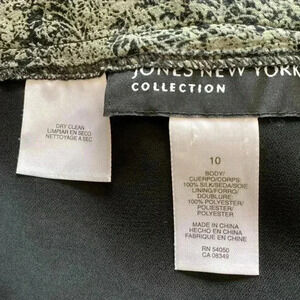 JONES NEW YORK
COLLECTION
DRY CLEAN
LIMPIAR EN SECO
NETTOYAGE A SEC
10
BODY/
CUERPO/CORPS:
100% SILK/SEDA/SOIE
LINING/FORRO/
DOUBLURE:
100% POLYESTER/
POLIESTER/
POLYESTER
MADE IN CHINA
HECHO EN CHINA
FABRIQUE EN CHINE
RN 54050
CA 08349